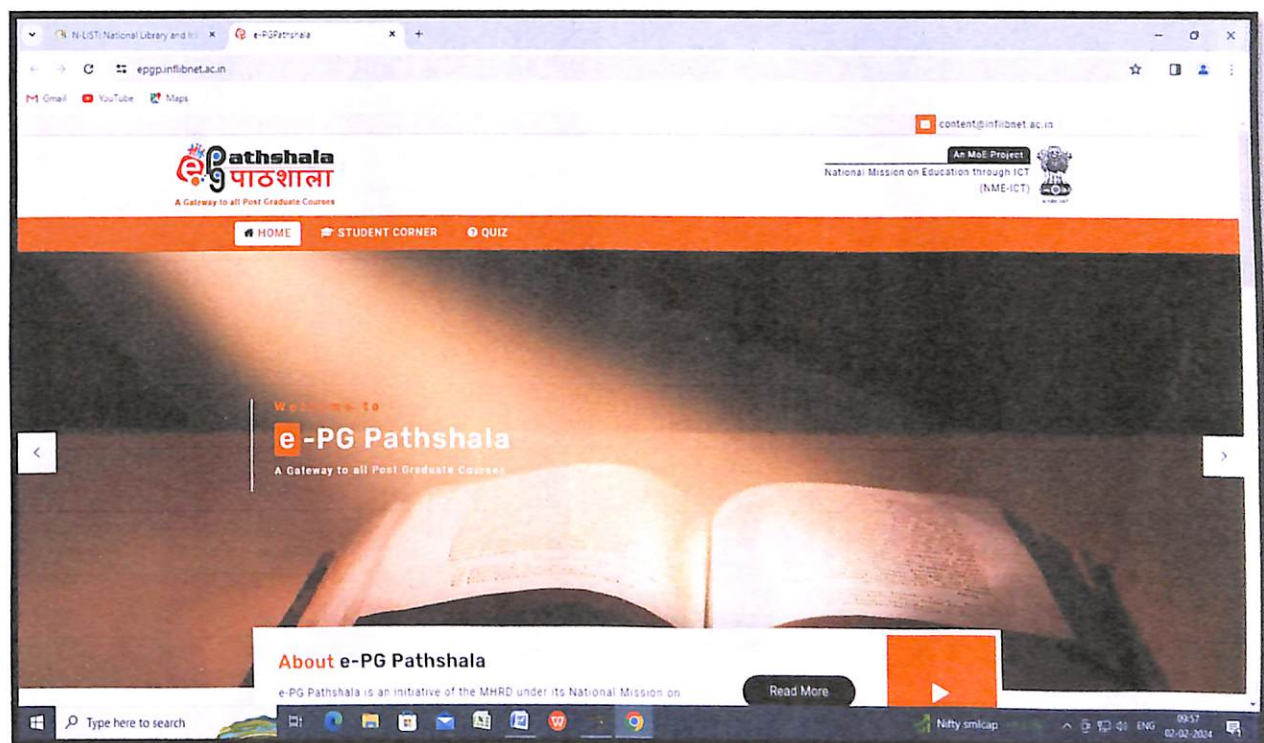 N-LIST: National Library and In
e-PGPathshala
epgp.inflibnet.ac.in
Gmail YouTube Maps
content@inflibnet.ac.in
ePG Pathshala
पाठशाला
A Gateway to all Post Graduate Courses
An MoE Project
National Mission on Education through ICT
(NME-ICT)
HOME STUDENT CORNER QUIZ
Welcome to
e-PG Pathshala
A Gateway to all Post Graduate Courses
About e-PG Pathshala
e-PG Pathshala is an initiative of the MHRD under its National Mission on
Read More
Type here to search
Nifty smlcap
ENG
09:57
02-02-2024